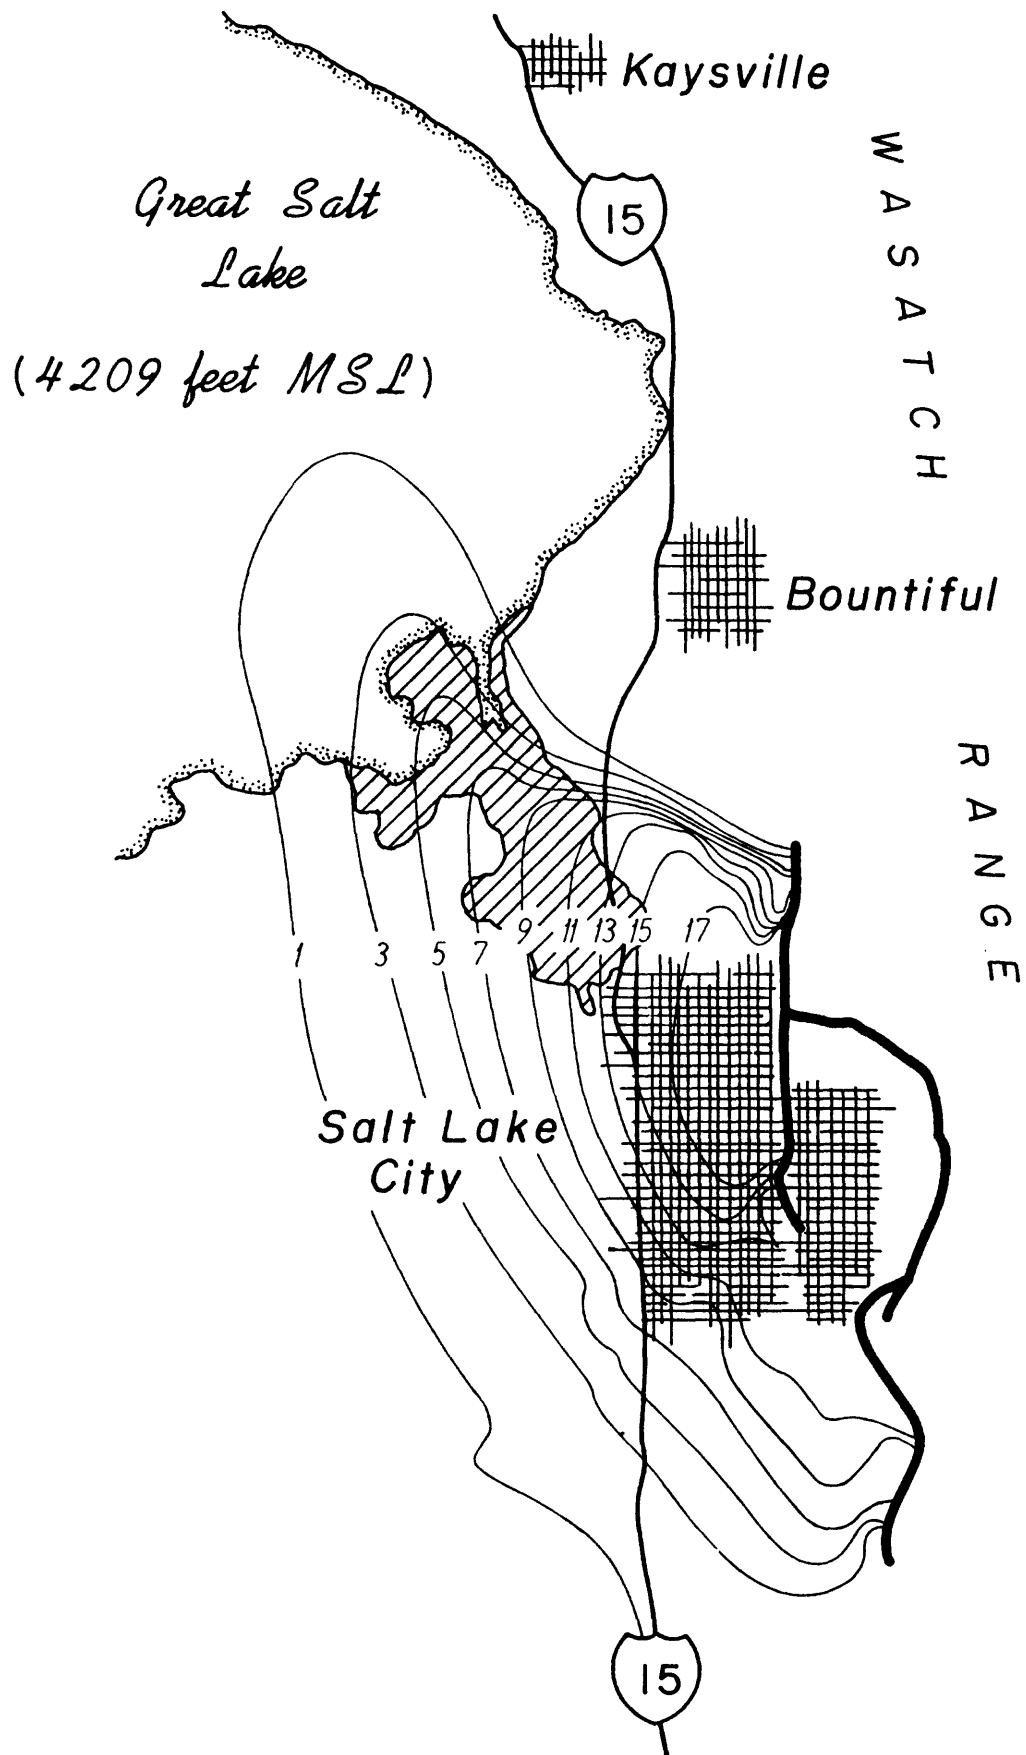 Kaysville
WASATCH
Great Salt
Lake
15
(4209 feet MSL)
Bountiful
RANGE
1 3 5 7 9 11 13 15 17
Salt Lake
City
15